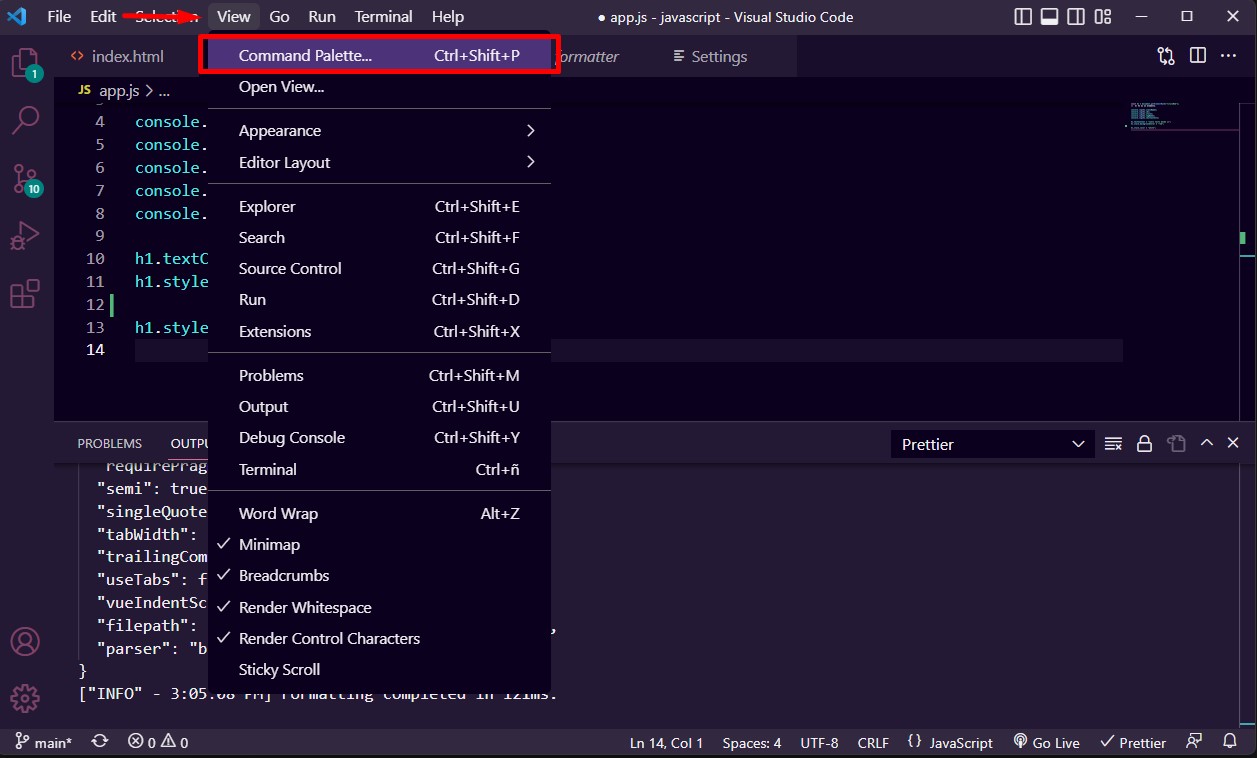 File Edit Selection View Go Run Terminal Help ● app.js - javascript - Visual Studio Code
index.html formatter Settings
Command Palette... Ctrl+Shift+P
Open View...
JS app.js > ...
Appearance
Editor Layout
Explorer Ctrl+Shift+E
Search Ctrl+Shift+F
Source Control Ctrl+Shift+G
Run Ctrl+Shift+D
Extensions Ctrl+Shift+X
Problems Ctrl+Shift+M
Output Ctrl+Shift+U
Debug Console Ctrl+Shift+Y
Terminal Ctrl+ñ
Word Wrap Alt+Z
Minimap
Breadcrumbs
Render Whitespace
Render Control Characters
Sticky Scroll
1
10
4 console.
5 console.
6 console.
7 console.
8 console.
9
10 h1.textC
11 h1.style
12
13 h1.style
14
PROBLEMS OUTPU Prettier
"requirePrag
"semi": true
"singleQuote
"tabWidth":
"trailingCom
"useTabs": f
"vueIndentSc
"filepath": ,
"parser": "b
}
["INFO" - 3:05:08 PM] Formatting completed in 121ms.
main* 0 0 Ln 14, Col 1 Spaces: 4 UTF-8 CRLF {} JavaScript Go Live Prettier